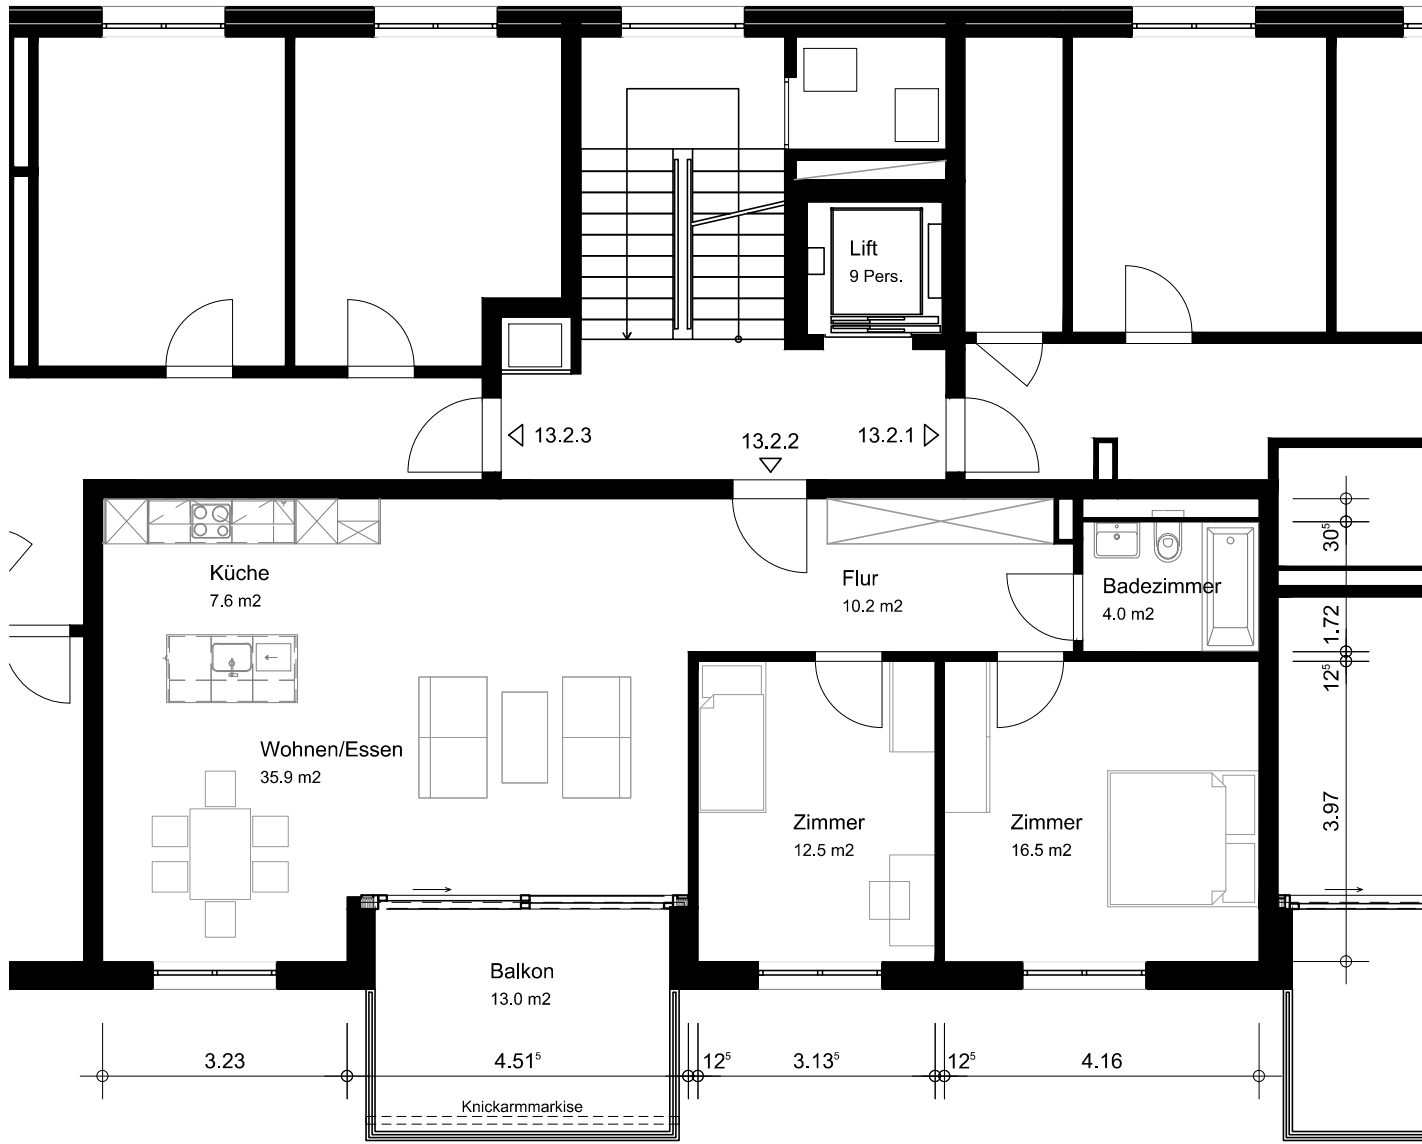 Lift
9 Pers.
13.2.3
13.2.2
13.2.1
Küche
7.6 m2
Flur
10.2 m2
Badezimmer
4.0 m2
30⁵
1.72
12⁵
Wohnen/Essen
35.9 m2
Zimmer
12.5 m2
Zimmer
16.5 m2
3.97
Balkon
13.0 m2
3.23
4.51⁵
12⁵
3.13⁵
12⁵
4.16
Knickarmmarkise